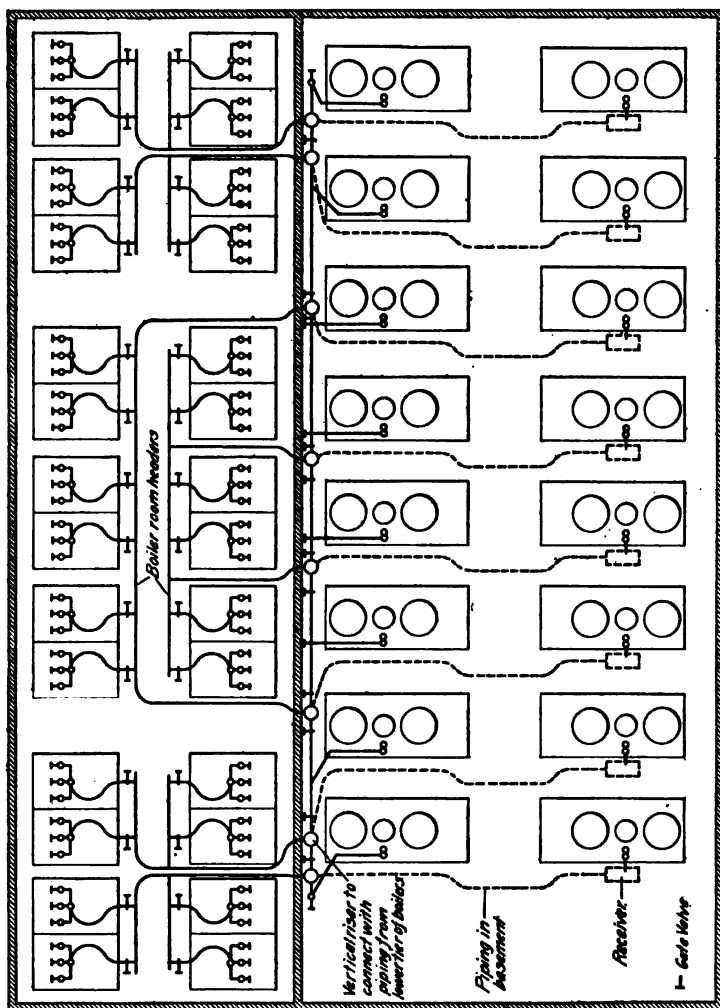 Boiler room headers
Vertical riser to
connect with
piping from
lower tier of boilers
Piping in
basement
Receiver
Gate Valve